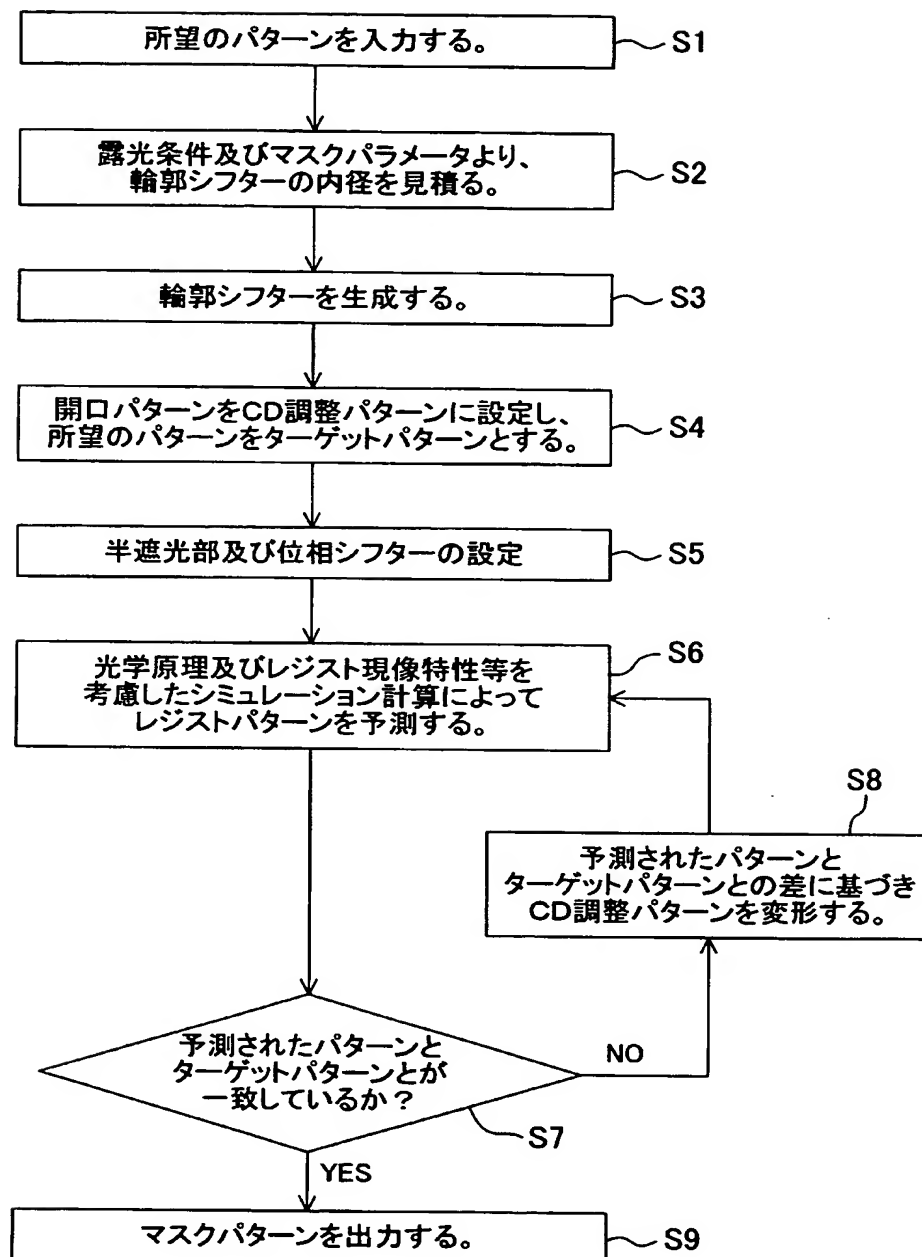 所望のパターンを入力する。
S1
露光条件及びマスクパラメータより、
輪郭シフターの内径を見積る。
S2
輪郭シフターを生成する。
S3
開口パターンをCD調整パターンに設定し、
所望のパターンをターゲットパターンとする。
S4
半遮光部及び位相シフターの設定
S5
光学原理及びレジスト現像特性等を
考慮したシミュレーション計算によって
レジストパターンを予測する。
S6
S8
予測されたパターンと
ターゲットパターンとの差に基づき
CD調整パターンを変形する。
予測されたパターンと
ターゲットパターンとが
一致しているか？
NO
S7
YES
マスクパターンを出力する。
S9